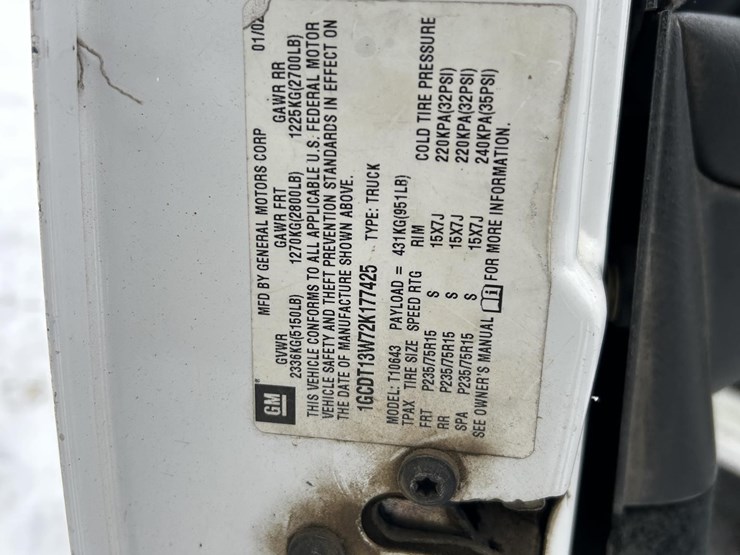 GM
MFD BY GENERAL MOTORS CORP 01/02
GVWR GAWR FRT GAWR RR
2336KG(5150LB) 1270KG(2800LB) 1225KG(2700LB)
THIS VEHICLE CONFORMS TO ALL APPLICABLE U.S. FEDERAL MOTOR
VEHICLE SAFETY AND THEFT PREVENTION STANDARDS IN EFFECT ON
THE DATE OF MANUFACTURE SHOWN ABOVE.
1GCDT13W72K177425 TYPE: TRUCK
MODEL: T10643 PAYLOAD = 431KG(951LB)
TPAX TIRE SIZE SPEED RTG RIM COLD TIRE PRESSURE
FRT P235/75R15 S 15X7J 220KPA(32PSI)
RR P235/75R15 S 15X7J 220KPA(32PSI)
SPA P235/75R15 S 15X7J 240KPA(35PSI)
SEE OWNER'S MANUAL FOR MORE INFORMATION.